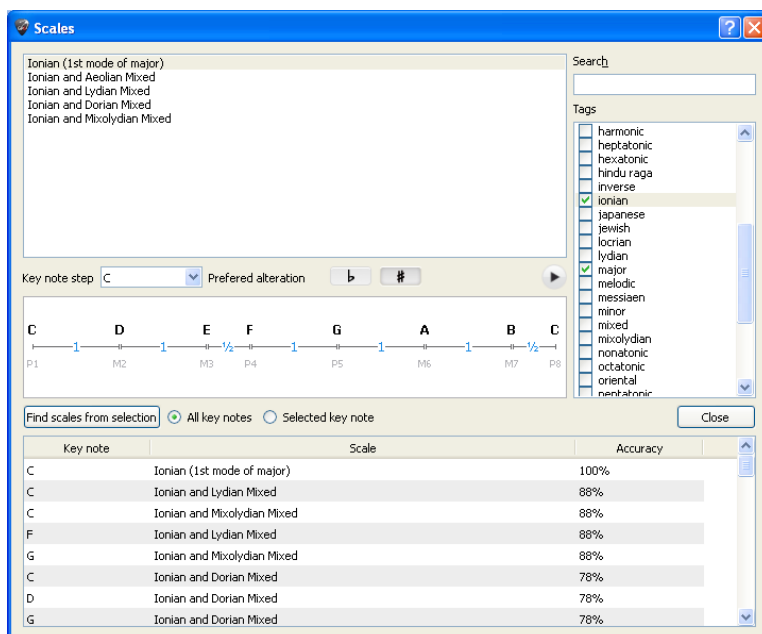 Scales
Ionian (1st mode of major)
Ionian and Aeolian Mixed
Ionian and Lydian Mixed
Ionian and Dorian Mixed
Ionian and Mixolydian Mixed
Search
Tags
harmonic
heptatonic
hexatonic
hindu raga
inverse
ionian
japanese
jewish
locrian
lydian
major
melodic
messiaen
minor
mixed
mixolydian
nonatonic
octatonic
oriental
pentatonic
Key note step C Prefered alteration ♭ ♯
C D E F G A B C
1 1 ½ 1 1 1 ½
P1 M2 M3 P4 P5 M6 M7 P8
Find scales from selection All key notes Selected key note Close
Key note Scale Accuracy
C Ionian (1st mode of major) 100%
C Ionian and Lydian Mixed 88%
C Ionian and Mixolydian Mixed 88%
F Ionian and Lydian Mixed 88%
G Ionian and Mixolydian Mixed 88%
C Ionian and Dorian Mixed 78%
D Ionian and Dorian Mixed 78%
G Ionian and Dorian Mixed 78%